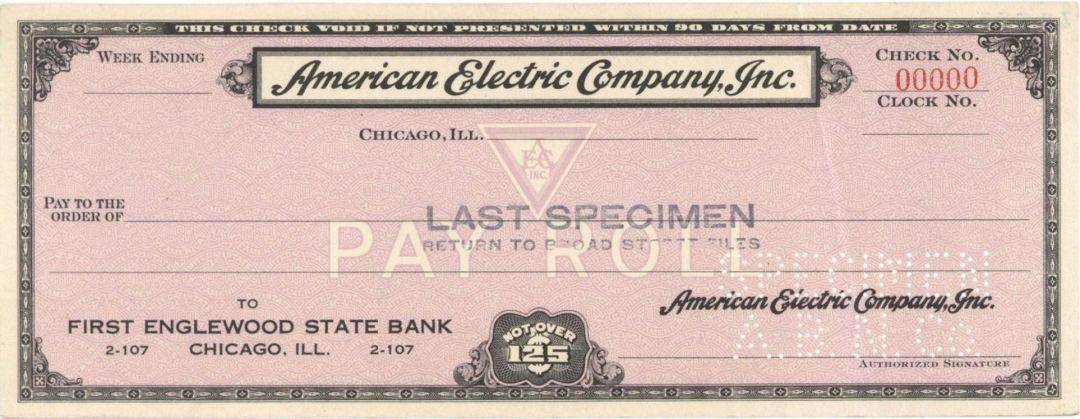 THIS CHECK VOID IF NOT PRESENTED WITHIN 90 DAYS FROM DATE
WEEK ENDING
American Electric Company, Inc.
CHECK NO.
00000
CLOCK NO.
CHICAGO, ILL.
AEC
INC.
PAY TO THE
ORDER OF
LAST SPECIMEN
RETURN TO BROAD STREET FILES
PAY ROLL
SPECIMEN
A.B.N.Co.
TO
FIRST ENGLEWOOD STATE BANK
2-107 CHICAGO, ILL. 2-107
NOT OVER
$125
American Electric Company, Inc.
AUTHORIZED SIGNATURE